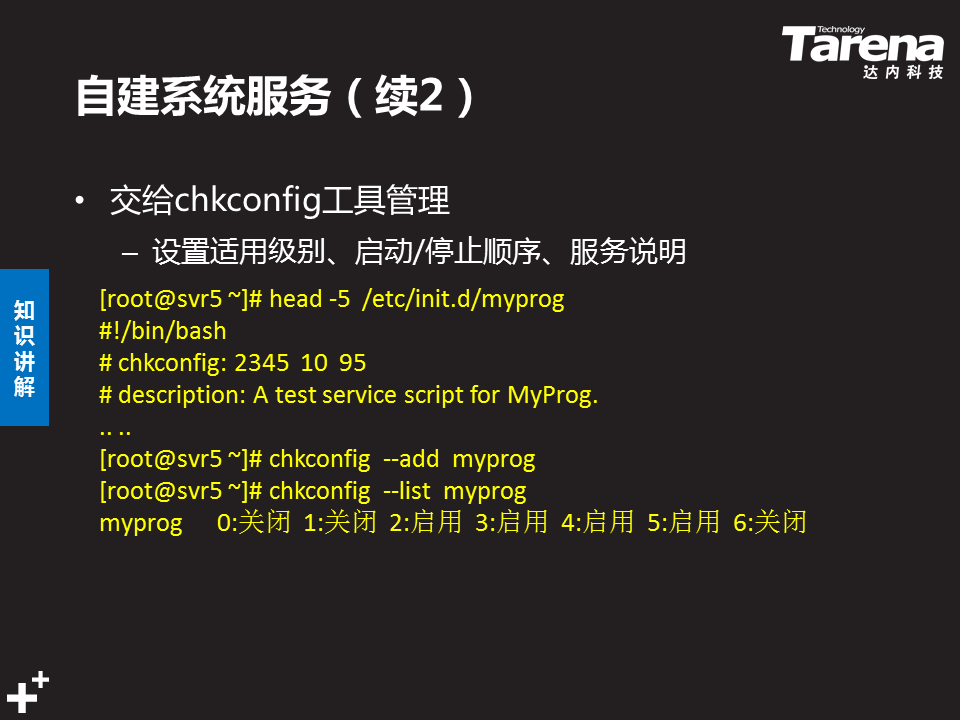 Technology
Tarena
达内科技
自建系统服务（续2）
• 交给chkconfig工具管理
– 设置适用级别、启动/停止顺序、服务说明
知识讲解
[root@svr5 ~]# head -5  /etc/init.d/myprog
#!/bin/bash
# chkconfig: 2345  10  95
# description: A test service script for MyProg.
.. ..
[root@svr5 ~]# chkconfig  --add  myprog
[root@svr5 ~]# chkconfig  --list  myprog
myprog     0:关闭  1:关闭  2:启用  3:启用  4:启用  5:启用  6:关闭